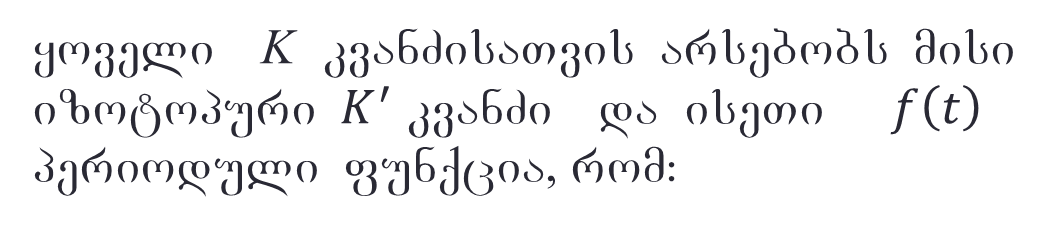 ყოველი K კვანძისათვის არსებობს მისი
იზოტოპური K′ კვანძი და ისეთი f(t)
პერიოდული ფუნქცია, რომ: